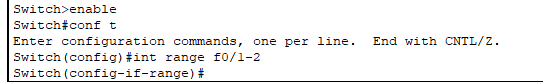 Switch>enable
Switch#conf t
Enter configuration commands, one per line.  End with CNTL/Z.
Switch(config)#int range f0/1-2
Switch(config-if-range)#